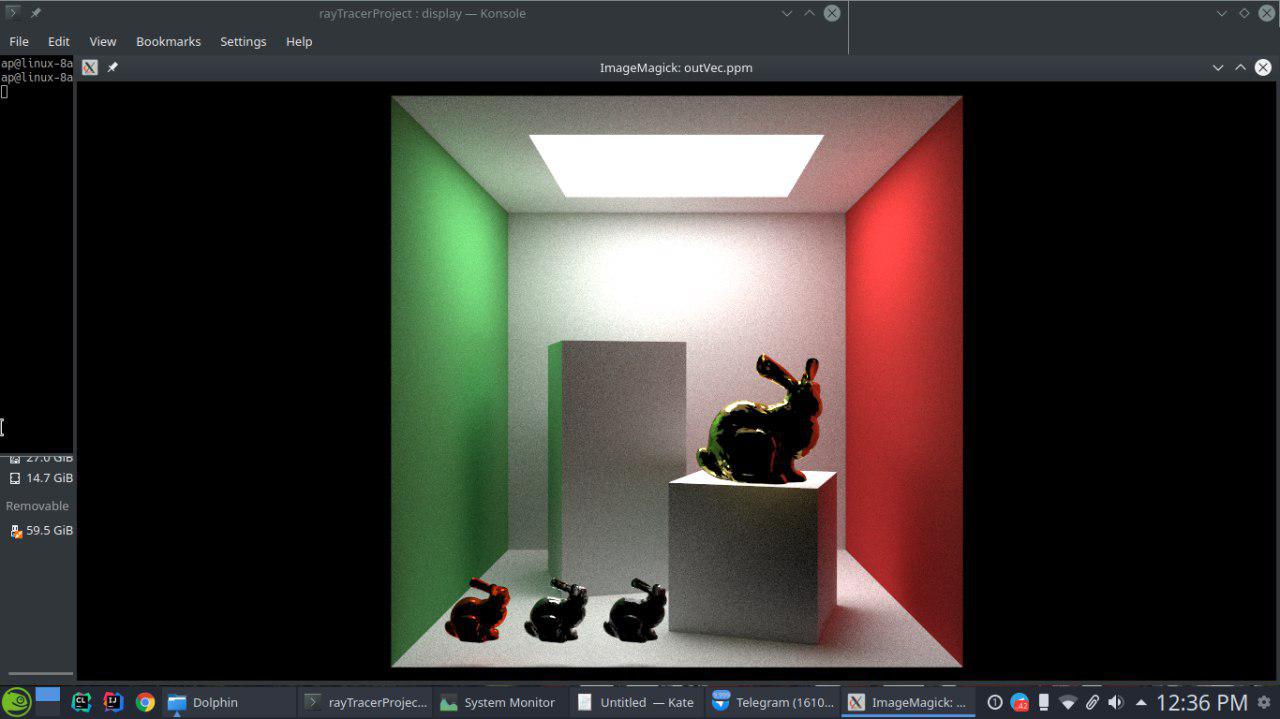 rayTracerProject : display — Konsole
File Edit View Bookmarks Settings Help
ImageMagick: outVec.ppm
ap@linux-8a
ap@linux-8a
27.0 GiB
14.7 GiB
Removable
59.5 GiB
CL
IJ
Dolphin
rayTracerProjec...
System Monitor
Untitled — Kate
Telegram (1610...
ImageMagick: ...
12:36 PM